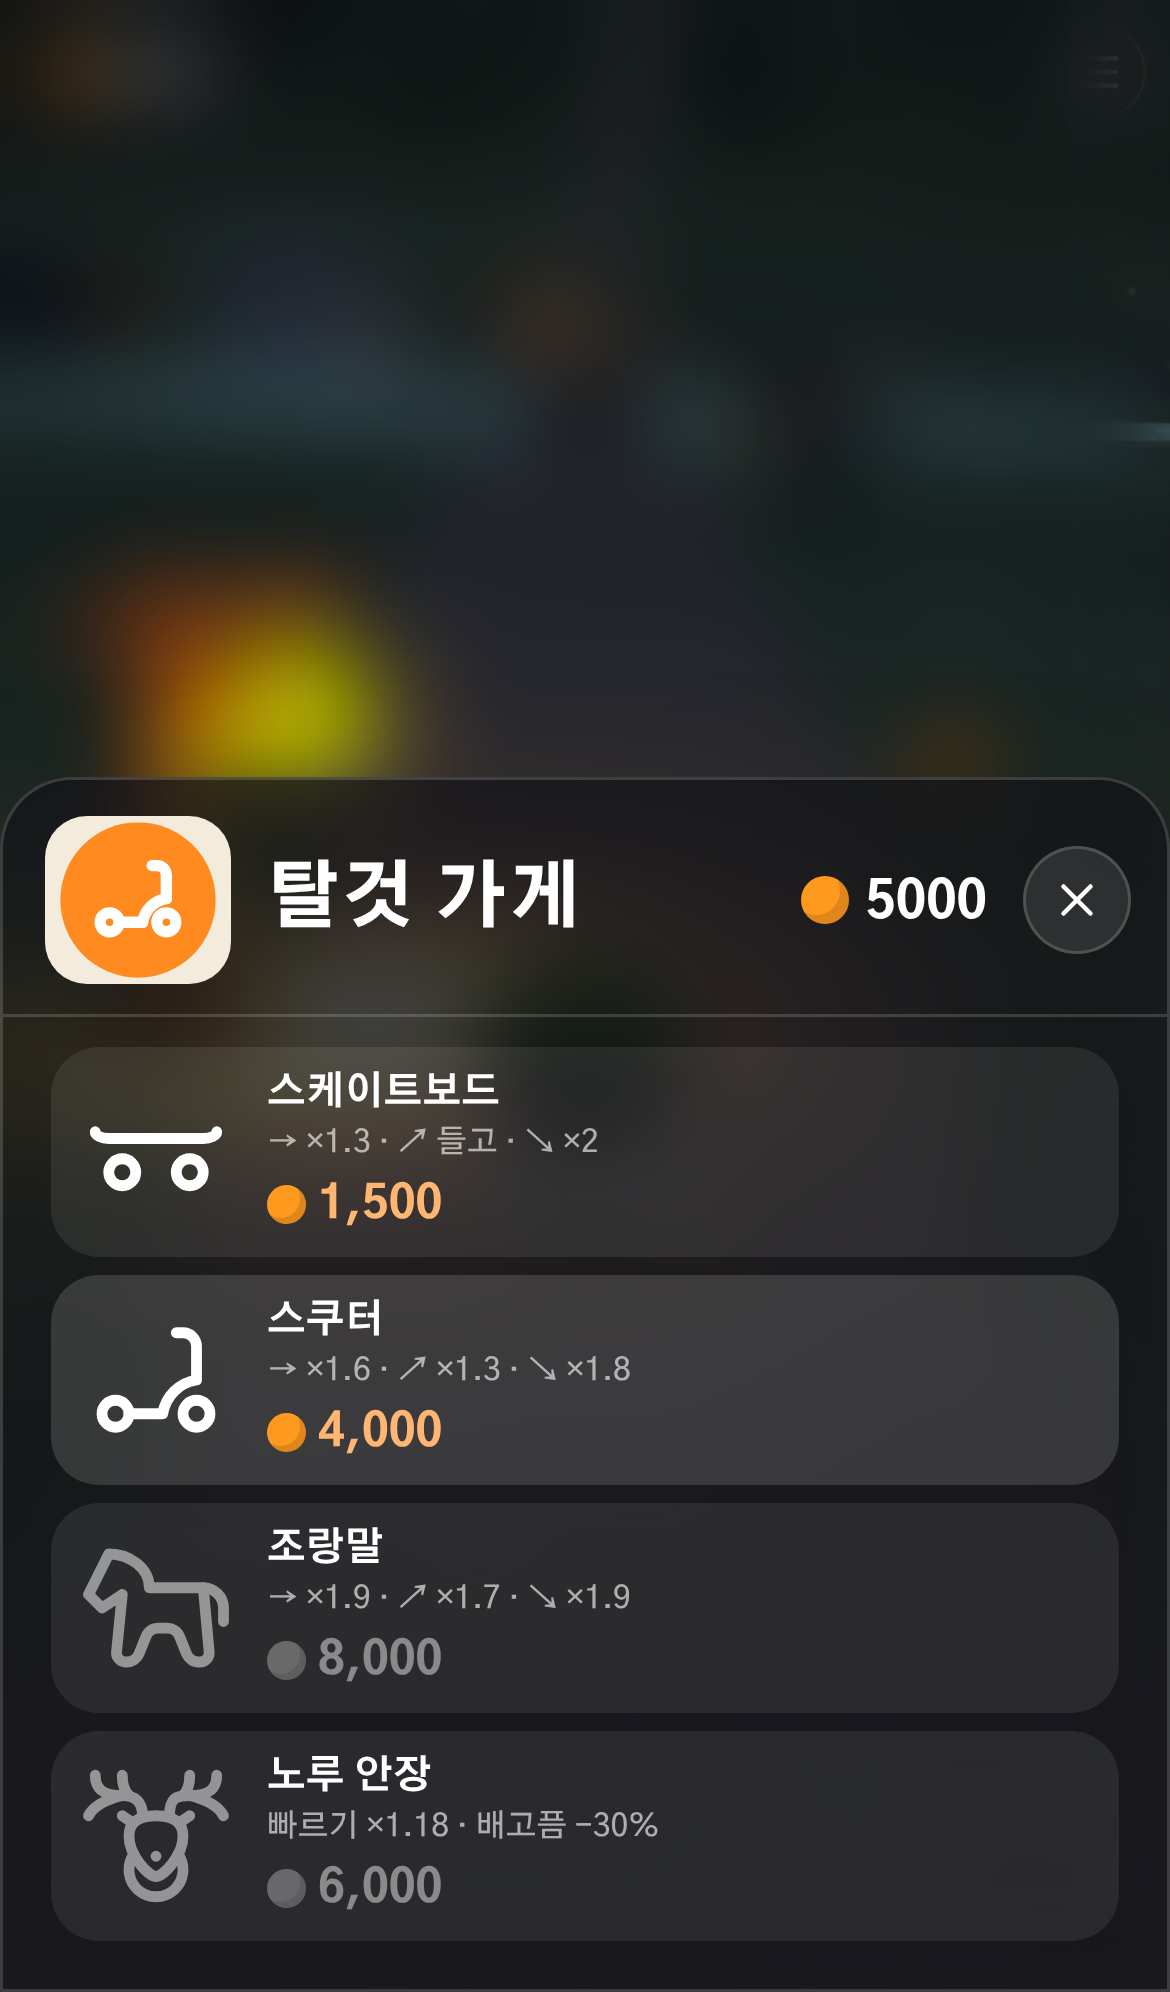 탈것 가게
5000
스케이트보드
→ ×1.3 · ↗ 들고 · ↘ ×2
1,500
스쿠터
→ ×1.6 · ↗ ×1.3 · ↘ ×1.8
4,000
조랑말
→ ×1.9 · ↗ ×1.7 · ↘ ×1.9
8,000
노루 안장
빠르기 ×1.18 · 배고픔 −30%
6,000